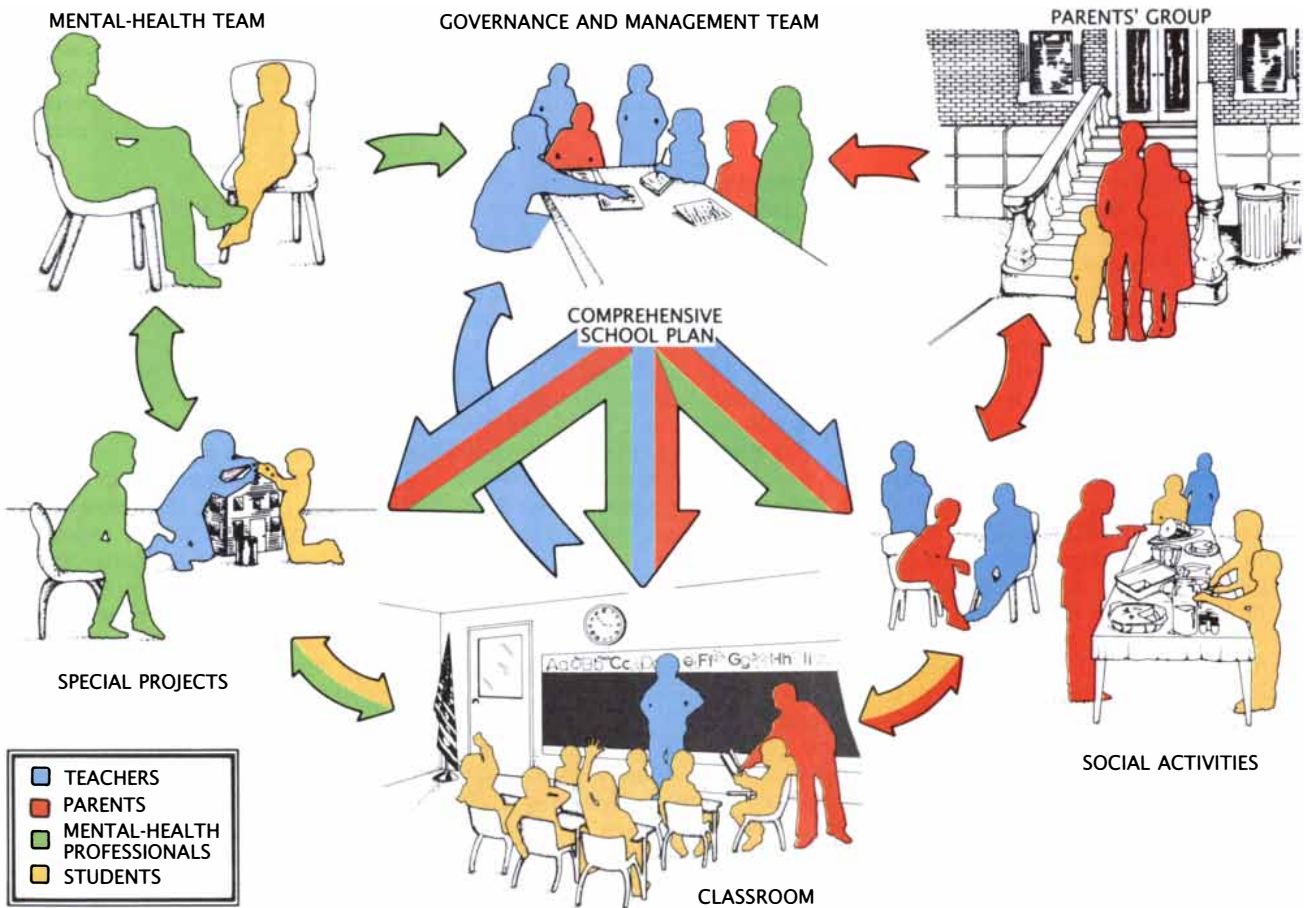 MENTAL-HEALTH TEAM
GOVERNANCE AND MANAGEMENT TEAM
PARENTS' GROUP
COMPREHENSIVE
SCHOOL PLAN
SPECIAL PROJECTS
SOCIAL ACTIVITIES
CLASSROOM
TEACHERS
PARENTS
MENTAL-HEALTH
PROFESSIONALS
STUDENTS